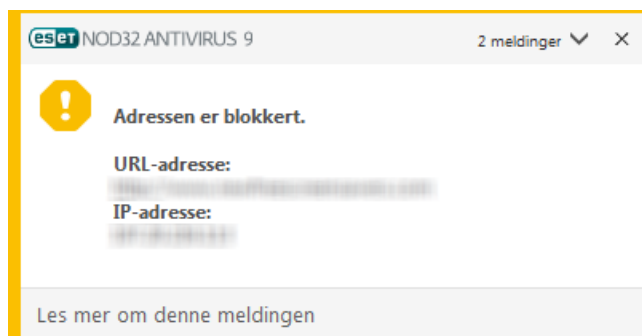 eset NOD32 ANTIVIRUS 9
2 meldinger
Adressen er blokkert.
URL-adresse:
IP-adresse:
Les mer om denne meldingen